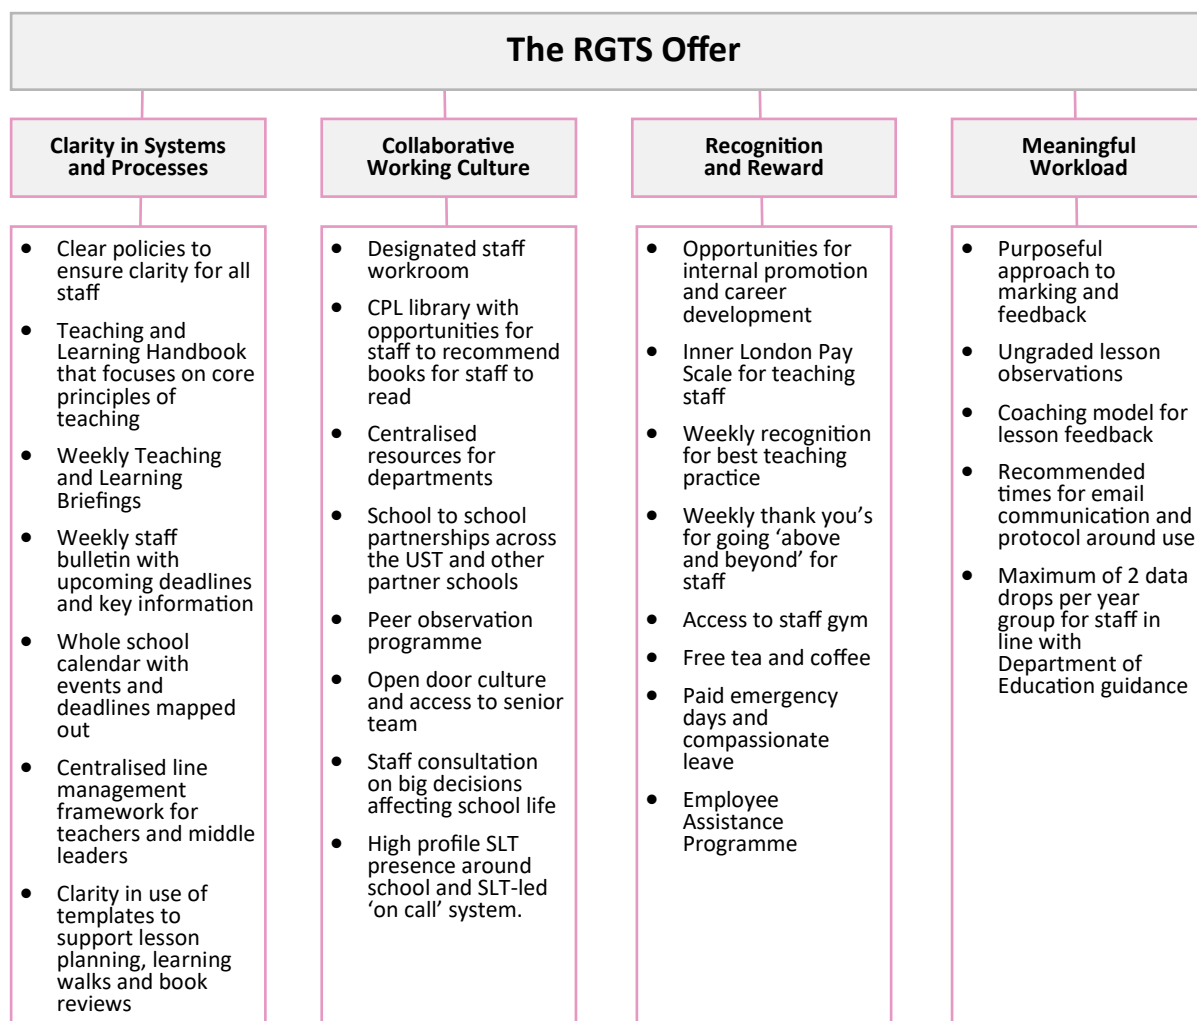 The RGTS Offer
Clarity in Systems
and Processes
• Clear policies to
ensure clarity for all
staff
• Teaching and
Learning Handbook
that focuses on core
principles of
teaching
• Weekly Teaching
and Learning
Briefings
• Weekly staff
bulletin with
upcoming deadlines
and key information
• Whole school
calendar with
events and
deadlines mapped
out
• Centralised line
management
framework for
teachers and middle
leaders
• Clarity in use of
templates to
support lesson
planning, learning
walks and book
reviews
Collaborative
Working Culture
• Designated staff
workroom
• CPL library with
opportunities for
staff to recommend
books for staff to
read
• Centralised
resources for
departments
• School to school
partnerships across
the UST and other
partner schools
• Peer observation
programme
• Open door culture
and access to senior
team
• Staff consultation
on big decisions
affecting school life
• High profile SLT
presence around
school and SLT-led
‘on call’ system.
Recognition
and Reward
• Opportunities for
internal promotion
and career
development
• Inner London Pay
Scale for teaching
staff
• Weekly recognition
for best teaching
practice
• Weekly thank you’s
for going ‘above
and beyond’ for
staff
• Access to staff gym
• Free tea and coffee
• Paid emergency
days and
compassionate
leave
• Employee
Assistance
Programme
Meaningful
Workload
• Purposeful
approach to
marking and
feedback
• Ungraded lesson
observations
• Coaching model for
lesson feedback
• Recommended
times for email
communication and
protocol around use
• Maximum of 2 data
drops per year
group for staff in
line with
Department of
Education guidance